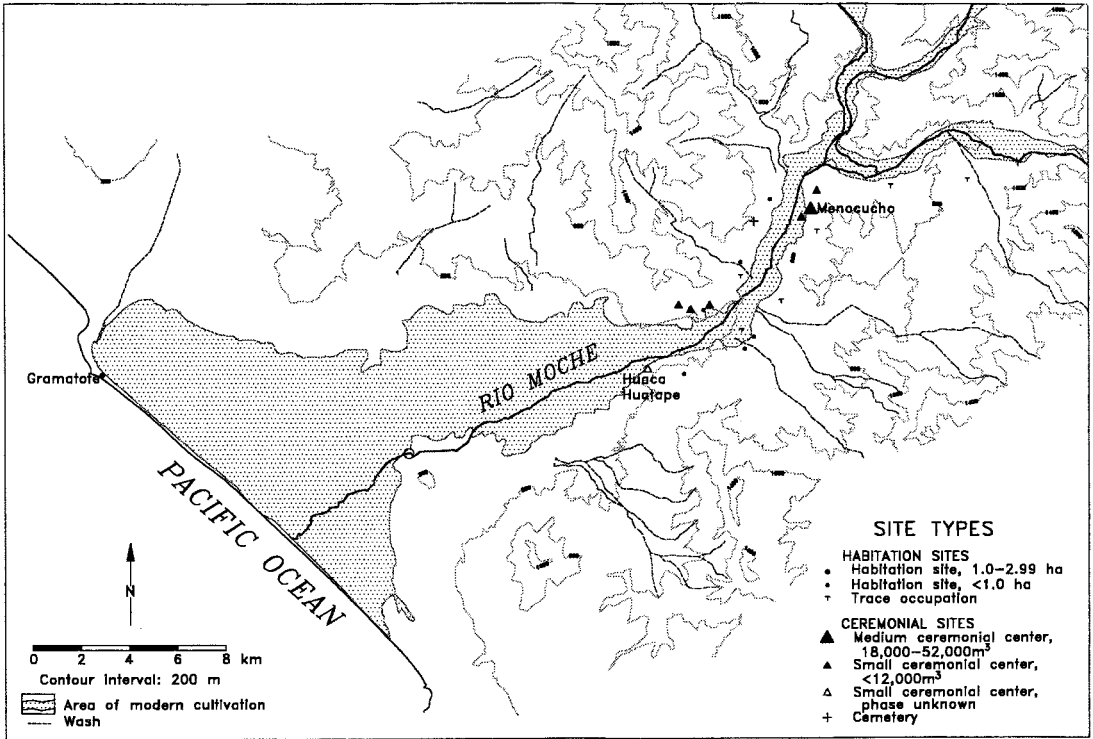 Menocucho
Gramatote
RIO MOCHE
Huaca
Huatape
PACIFIC OCEAN
N
0 2 4 6 8 km
Contour interval: 200 m
Area of modern cultivation
Wash
SITE TYPES
HABITATION SITES
Habitation site, 1.0-2.99 ha
Habitation site, <1.0 ha
Trace occupation
CEREMONIAL SITES
Medium ceremonial center,
18,000-52,000m³
Small ceremonial center,
<12,000m³
Small ceremonial center,
phase unknown
Cemetery